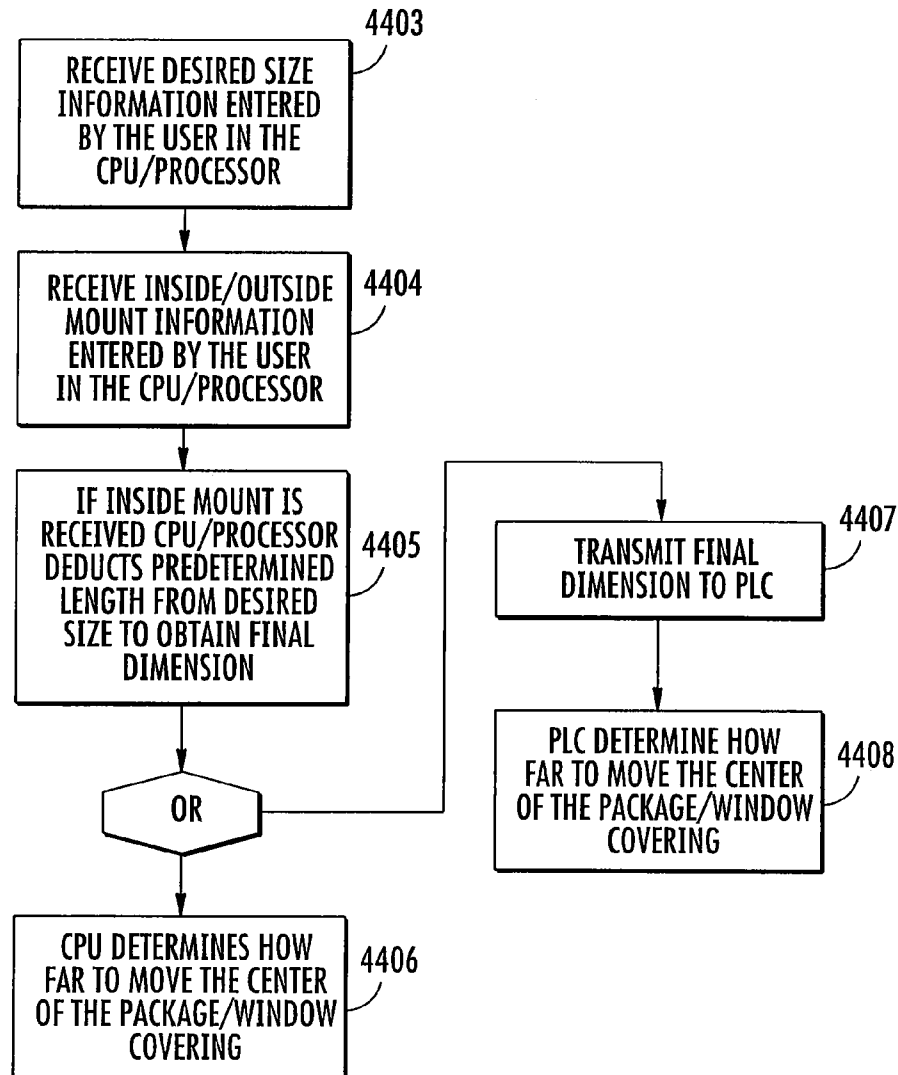 4403
RECEIVE DESIRED SIZE
INFORMATION ENTERED
BY THE USER IN THE
CPU/PROCESSOR
4404
RECEIVE INSIDE/OUTSIDE
MOUNT INFORMATION
ENTERED BY THE USER
IN THE CPU/PROCESSOR
4405
IF INSIDE MOUNT IS
RECEIVED CPU/PROCESSOR
DEDUCTS PREDETERMINED
LENGTH FROM DESIRED
SIZE TO OBTAIN FINAL
DIMENSION
OR
4406
CPU DETERMINES HOW
FAR TO MOVE THE CENTER
OF THE PACKAGE/WINDOW
COVERING
4407
TRANSMIT FINAL
DIMENSION TO PLC
4408
PLC DETERMINE HOW
FAR TO MOVE THE CENTER
OF THE PACKAGE/WINDOW
COVERING